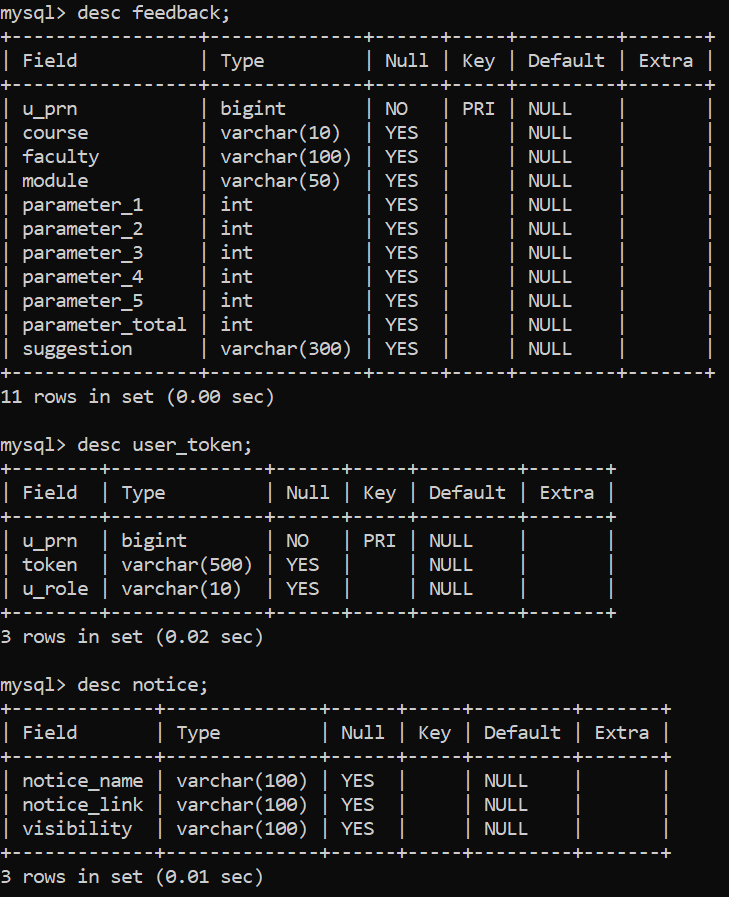 mysql> desc feedback;
+-----------------+--------------+------+-----+---------+-------+
| Field           | Type         | Null | Key | Default | Extra |
+-----------------+--------------+------+-----+---------+-------+
| u_prn           | bigint       | NO   | PRI | NULL    |       |
| course          | varchar(10)  | YES  |     | NULL    |       |
| faculty         | varchar(100) | YES  |     | NULL    |       |
| module          | varchar(50)  | YES  |     | NULL    |       |
| parameter_1     | int          | YES  |     | NULL    |       |
| parameter_2     | int          | YES  |     | NULL    |       |
| parameter_3     | int          | YES  |     | NULL    |       |
| parameter_4     | int          | YES  |     | NULL    |       |
| parameter_5     | int          | YES  |     | NULL    |       |
| parameter_total | int          | YES  |     | NULL    |       |
| suggestion      | varchar(300) | YES  |     | NULL    |       |
+-----------------+--------------+------+-----+---------+-------+
11 rows in set (0.00 sec)

mysql> desc user_token;
+--------+--------------+------+-----+---------+-------+
| Field  | Type         | Null | Key | Default | Extra |
+--------+--------------+------+-----+---------+-------+
| u_prn  | bigint       | NO   | PRI | NULL    |       |
| token  | varchar(500) | YES  |     | NULL    |       |
| u_role | varchar(10)  | YES  |     | NULL    |       |
+--------+--------------+------+-----+---------+-------+
3 rows in set (0.02 sec)

mysql> desc notice;
+-------------+--------------+------+-----+---------+-------+
| Field       | Type         | Null | Key | Default | Extra |
+-------------+--------------+------+-----+---------+-------+
| notice_name | varchar(100) | YES  |     | NULL    |       |
| notice_link | varchar(100) | YES  |     | NULL    |       |
| visibility  | varchar(100) | YES  |     | NULL    |       |
+-------------+--------------+------+-----+---------+-------+
3 rows in set (0.01 sec)